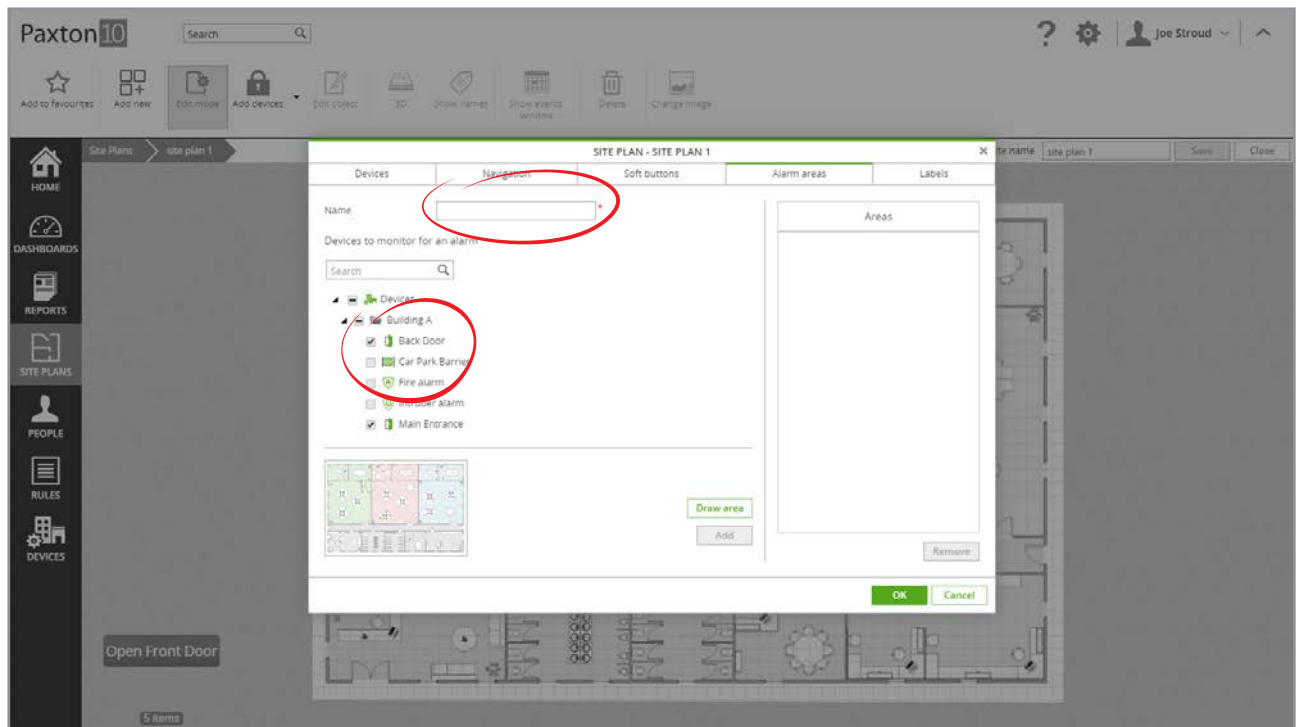 Paxton10
Search
Joe Stroud
Add to favourites
Add new
Edit mode
Add devices
Edit object
3D
Show names
Show events
window
Delete
Change image
Site Plans
site plan 1
SITE PLAN - SITE PLAN 1
te name
site plan 1
Save
Close
HOME
DASHBOARDS
REPORTS
SITE PLANS
PEOPLE
RULES
DEVICES
Devices
Navigation
Soft buttons
Alarm areas
Labels
Name
*
Areas
Devices to monitor for an alarm
Search
Devices
Building A
Back Door
Car Park Barrier
Fire alarm
Intruder alarm
Main Entrance
Draw area
Add
Remove
OK
Cancel
Open Front Door
5 items